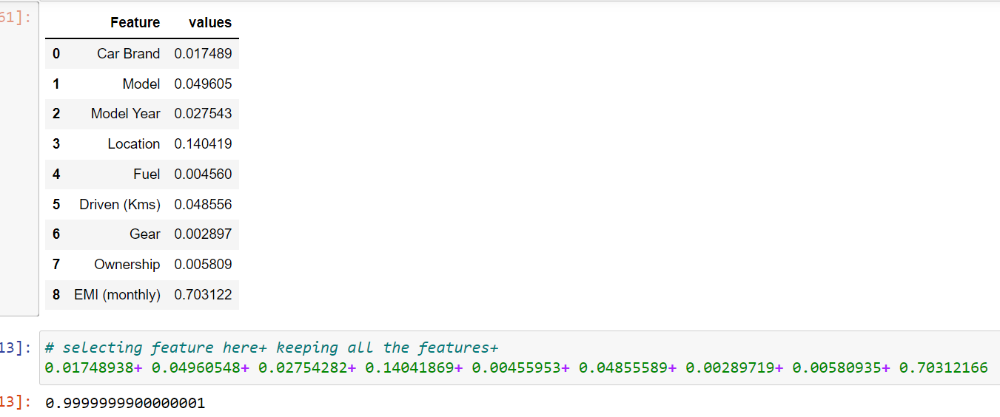 61]:
Feature values
0 Car Brand 0.017489
1 Model 0.049605
2 Model Year 0.027543
3 Location 0.140419
4 Fuel 0.004560
5 Driven (Kms) 0.048556
6 Gear 0.002897
7 Ownership 0.005809
8 EMI (monthly) 0.703122
13]: # selecting feature here+ keeping all the features+
0.01748938+ 0.04960548+ 0.02754282+ 0.14041869+ 0.00455953+ 0.04855589+ 0.00289719+ 0.00580935+ 0.70312166
13]: 0.9999999900000001